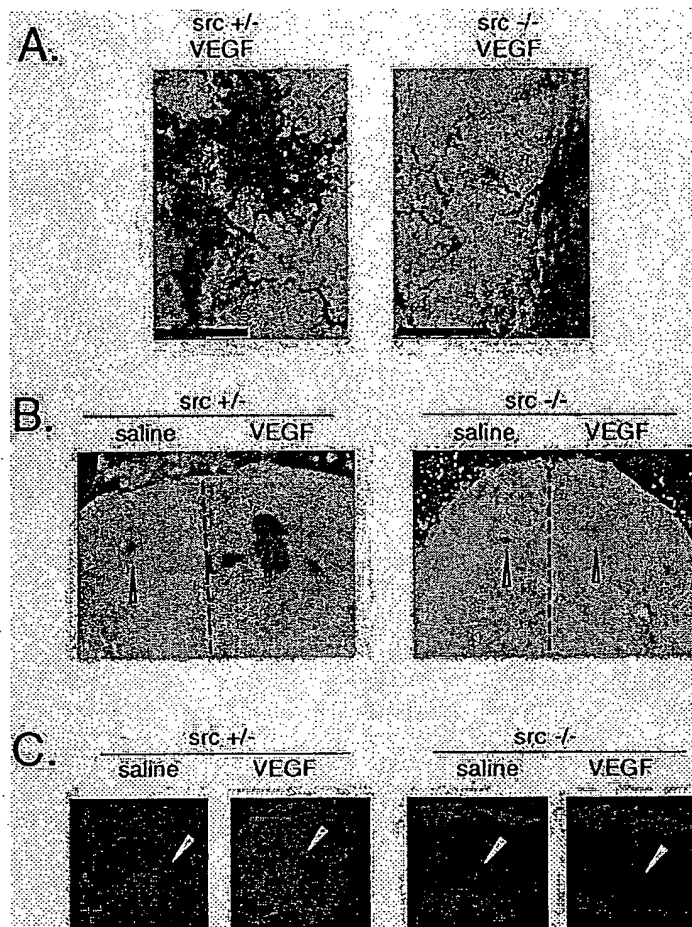 A.
src +/-
VEGF
src -/-
VEGF
B.
src +/-
saline
VEGF
src -/-
saline
VEGF
C.
src +/-
saline
VEGF
src -/-
saline
VEGF